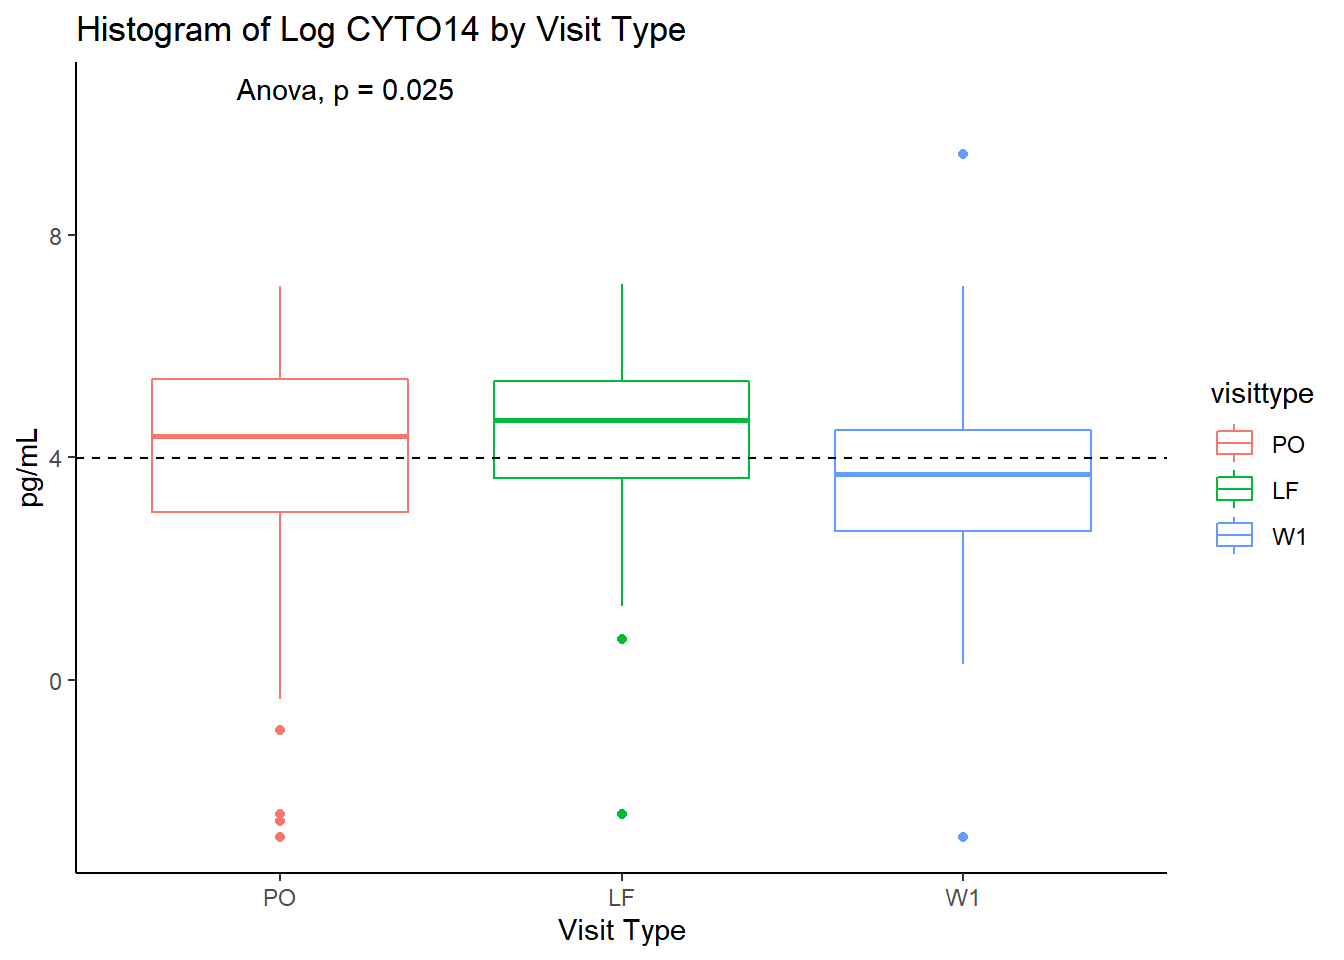 Histogram of Log CYTO14 by Visit Type
Anova, p = 0.025
pg/mL
8
4
0
PO
LF
W1
Visit Type
visittype
PO
LF
W1